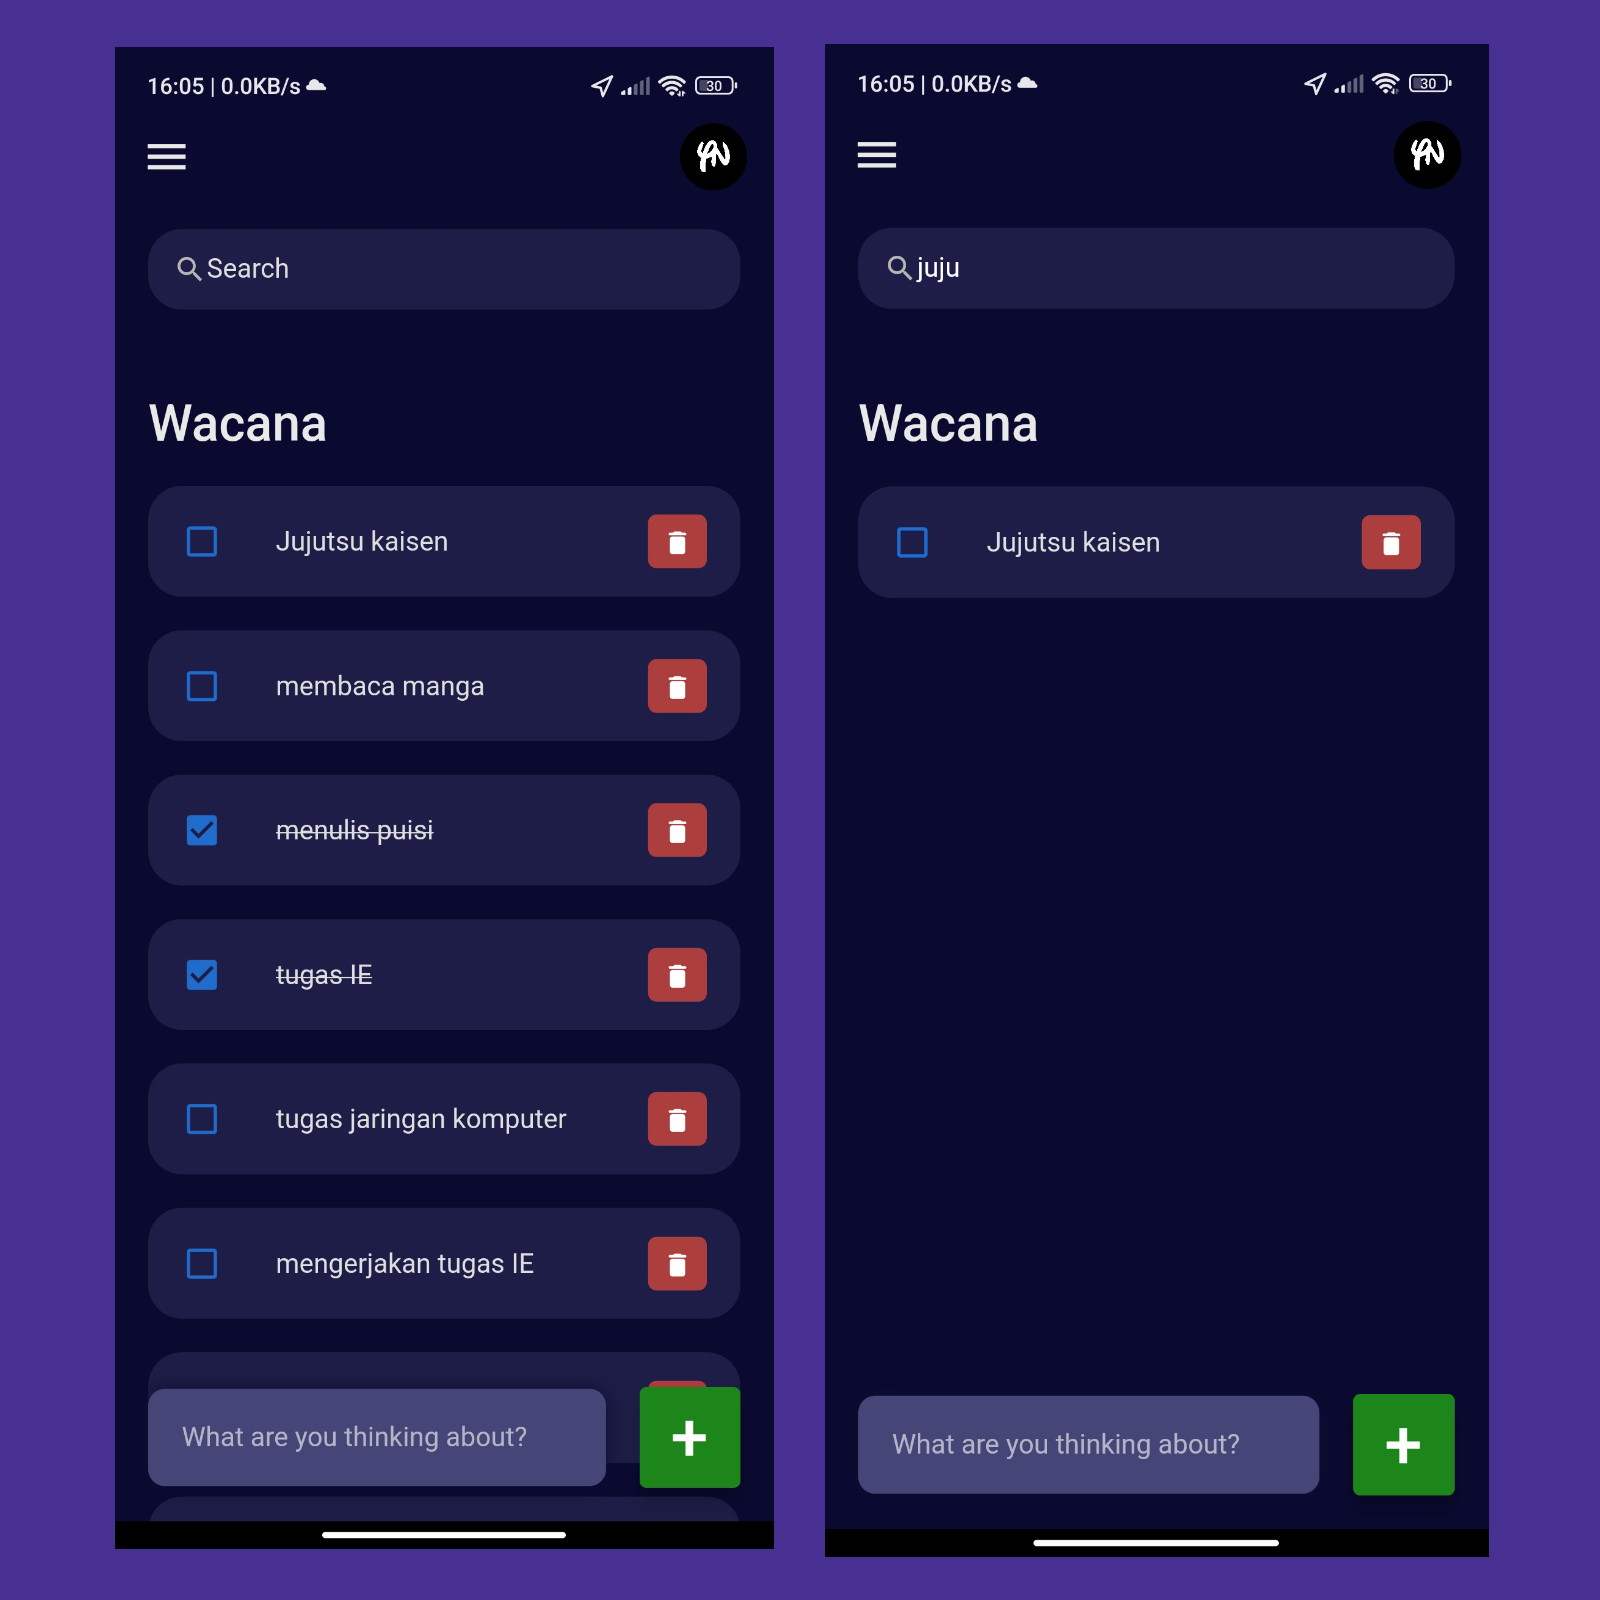 16:05 | 0.0KB/s
30
Search
Wacana
Jujutsu kaisen
membaca manga
menulis puisi
tugas IE
tugas jaringan komputer
mengerjakan tugas IE
What are you thinking about?
16:05 | 0.0KB/s
30
juju
Wacana
Jujutsu kaisen
What are you thinking about?